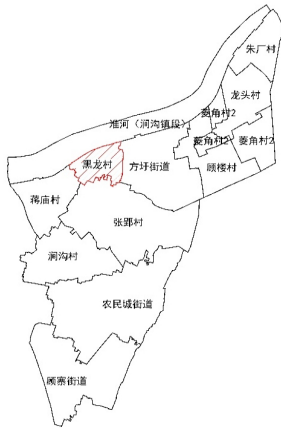 朱厂村
龙头村
菱角村2
淮河（涧沟镇段）
菱角村2
菱角村2
黑龙村
方圩街道
顾楼村
蒋庙村
张郢村
涧沟村
农民城街道
顾寨街道